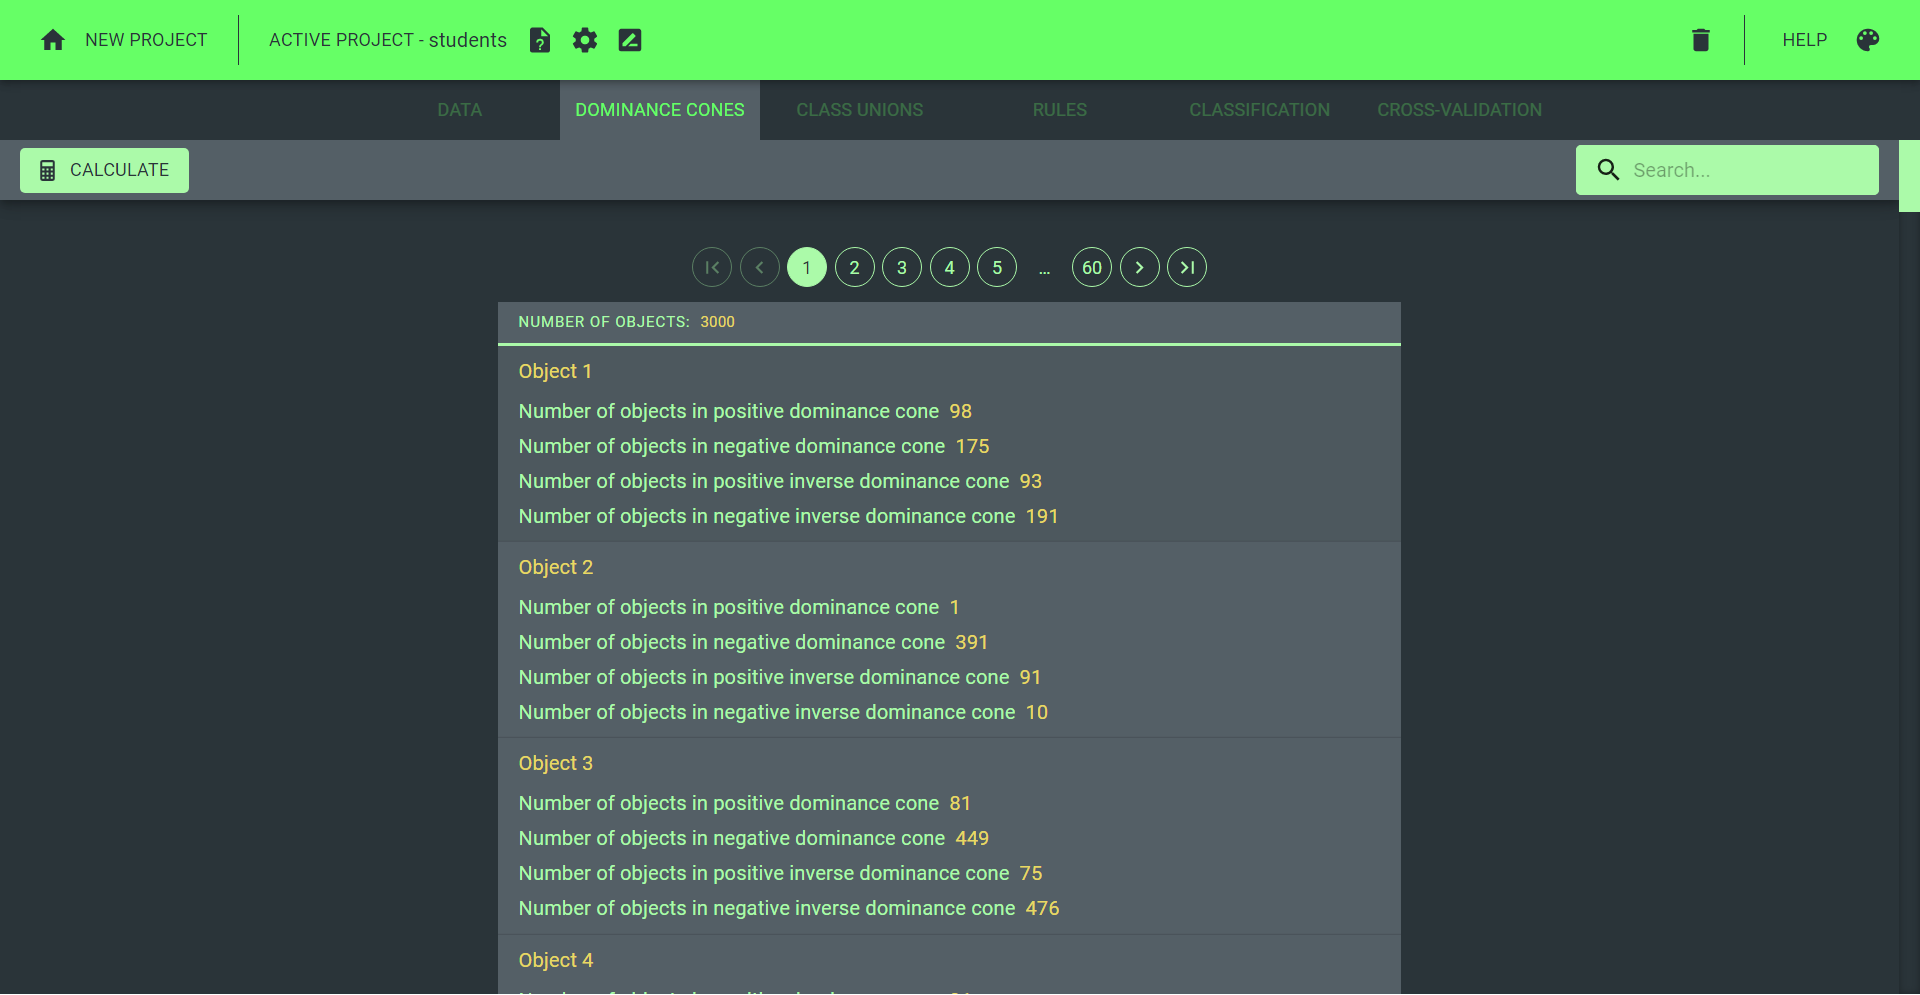 NEW PROJECT
ACTIVE PROJECT - students
HELP
DATA
DOMINANCE CONES
CLASS UNIONS
RULES
CLASSIFICATION
CROSS-VALIDATION
CALCULATE
Search...
1 2 3 4 5 ... 60
NUMBER OF OBJECTS: 3000
Object 1
Number of objects in positive dominance cone 98
Number of objects in negative dominance cone 175
Number of objects in positive inverse dominance cone 93
Number of objects in negative inverse dominance cone 191
Object 2
Number of objects in positive dominance cone 1
Number of objects in negative dominance cone 391
Number of objects in positive inverse dominance cone 91
Number of objects in negative inverse dominance cone 10
Object 3
Number of objects in positive dominance cone 81
Number of objects in negative dominance cone 449
Number of objects in positive inverse dominance cone 75
Number of objects in negative inverse dominance cone 476
Object 4